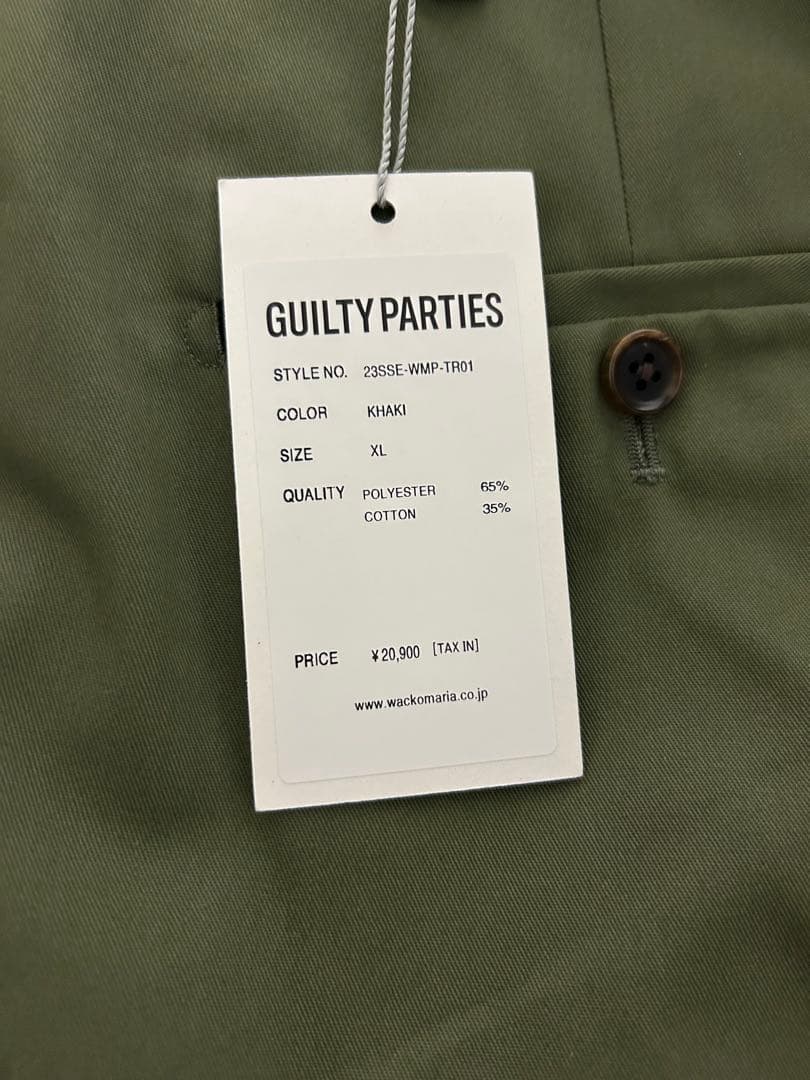 GUILTY PARTIES
STYLE NO. 23SSE-WMP-TR01
COLOR KHAKI
SIZE XL
QUALITY POLYESTER 65%
COTTON 35%
PRICE ¥20,900 [TAX IN]
www.wackomaria.co.jp